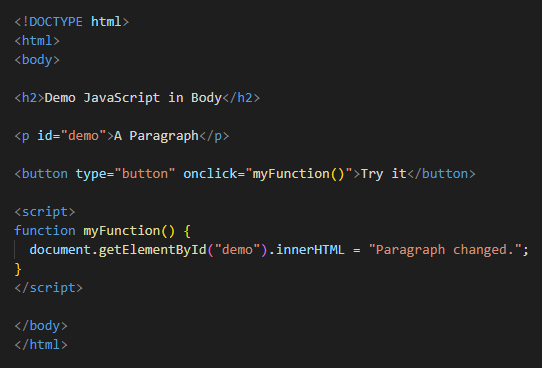 <!DOCTYPE html>
<html>
<body>
<h2>Demo JavaScript in Body</h2>
<p id="demo">A Paragraph</p>
<button type="button" onclick="myFunction()">Try it</button>
<script>
function myFunction() {
  document.getElementById("demo").innerHTML = "Paragraph changed.";
}
</script>
</body>
</html>